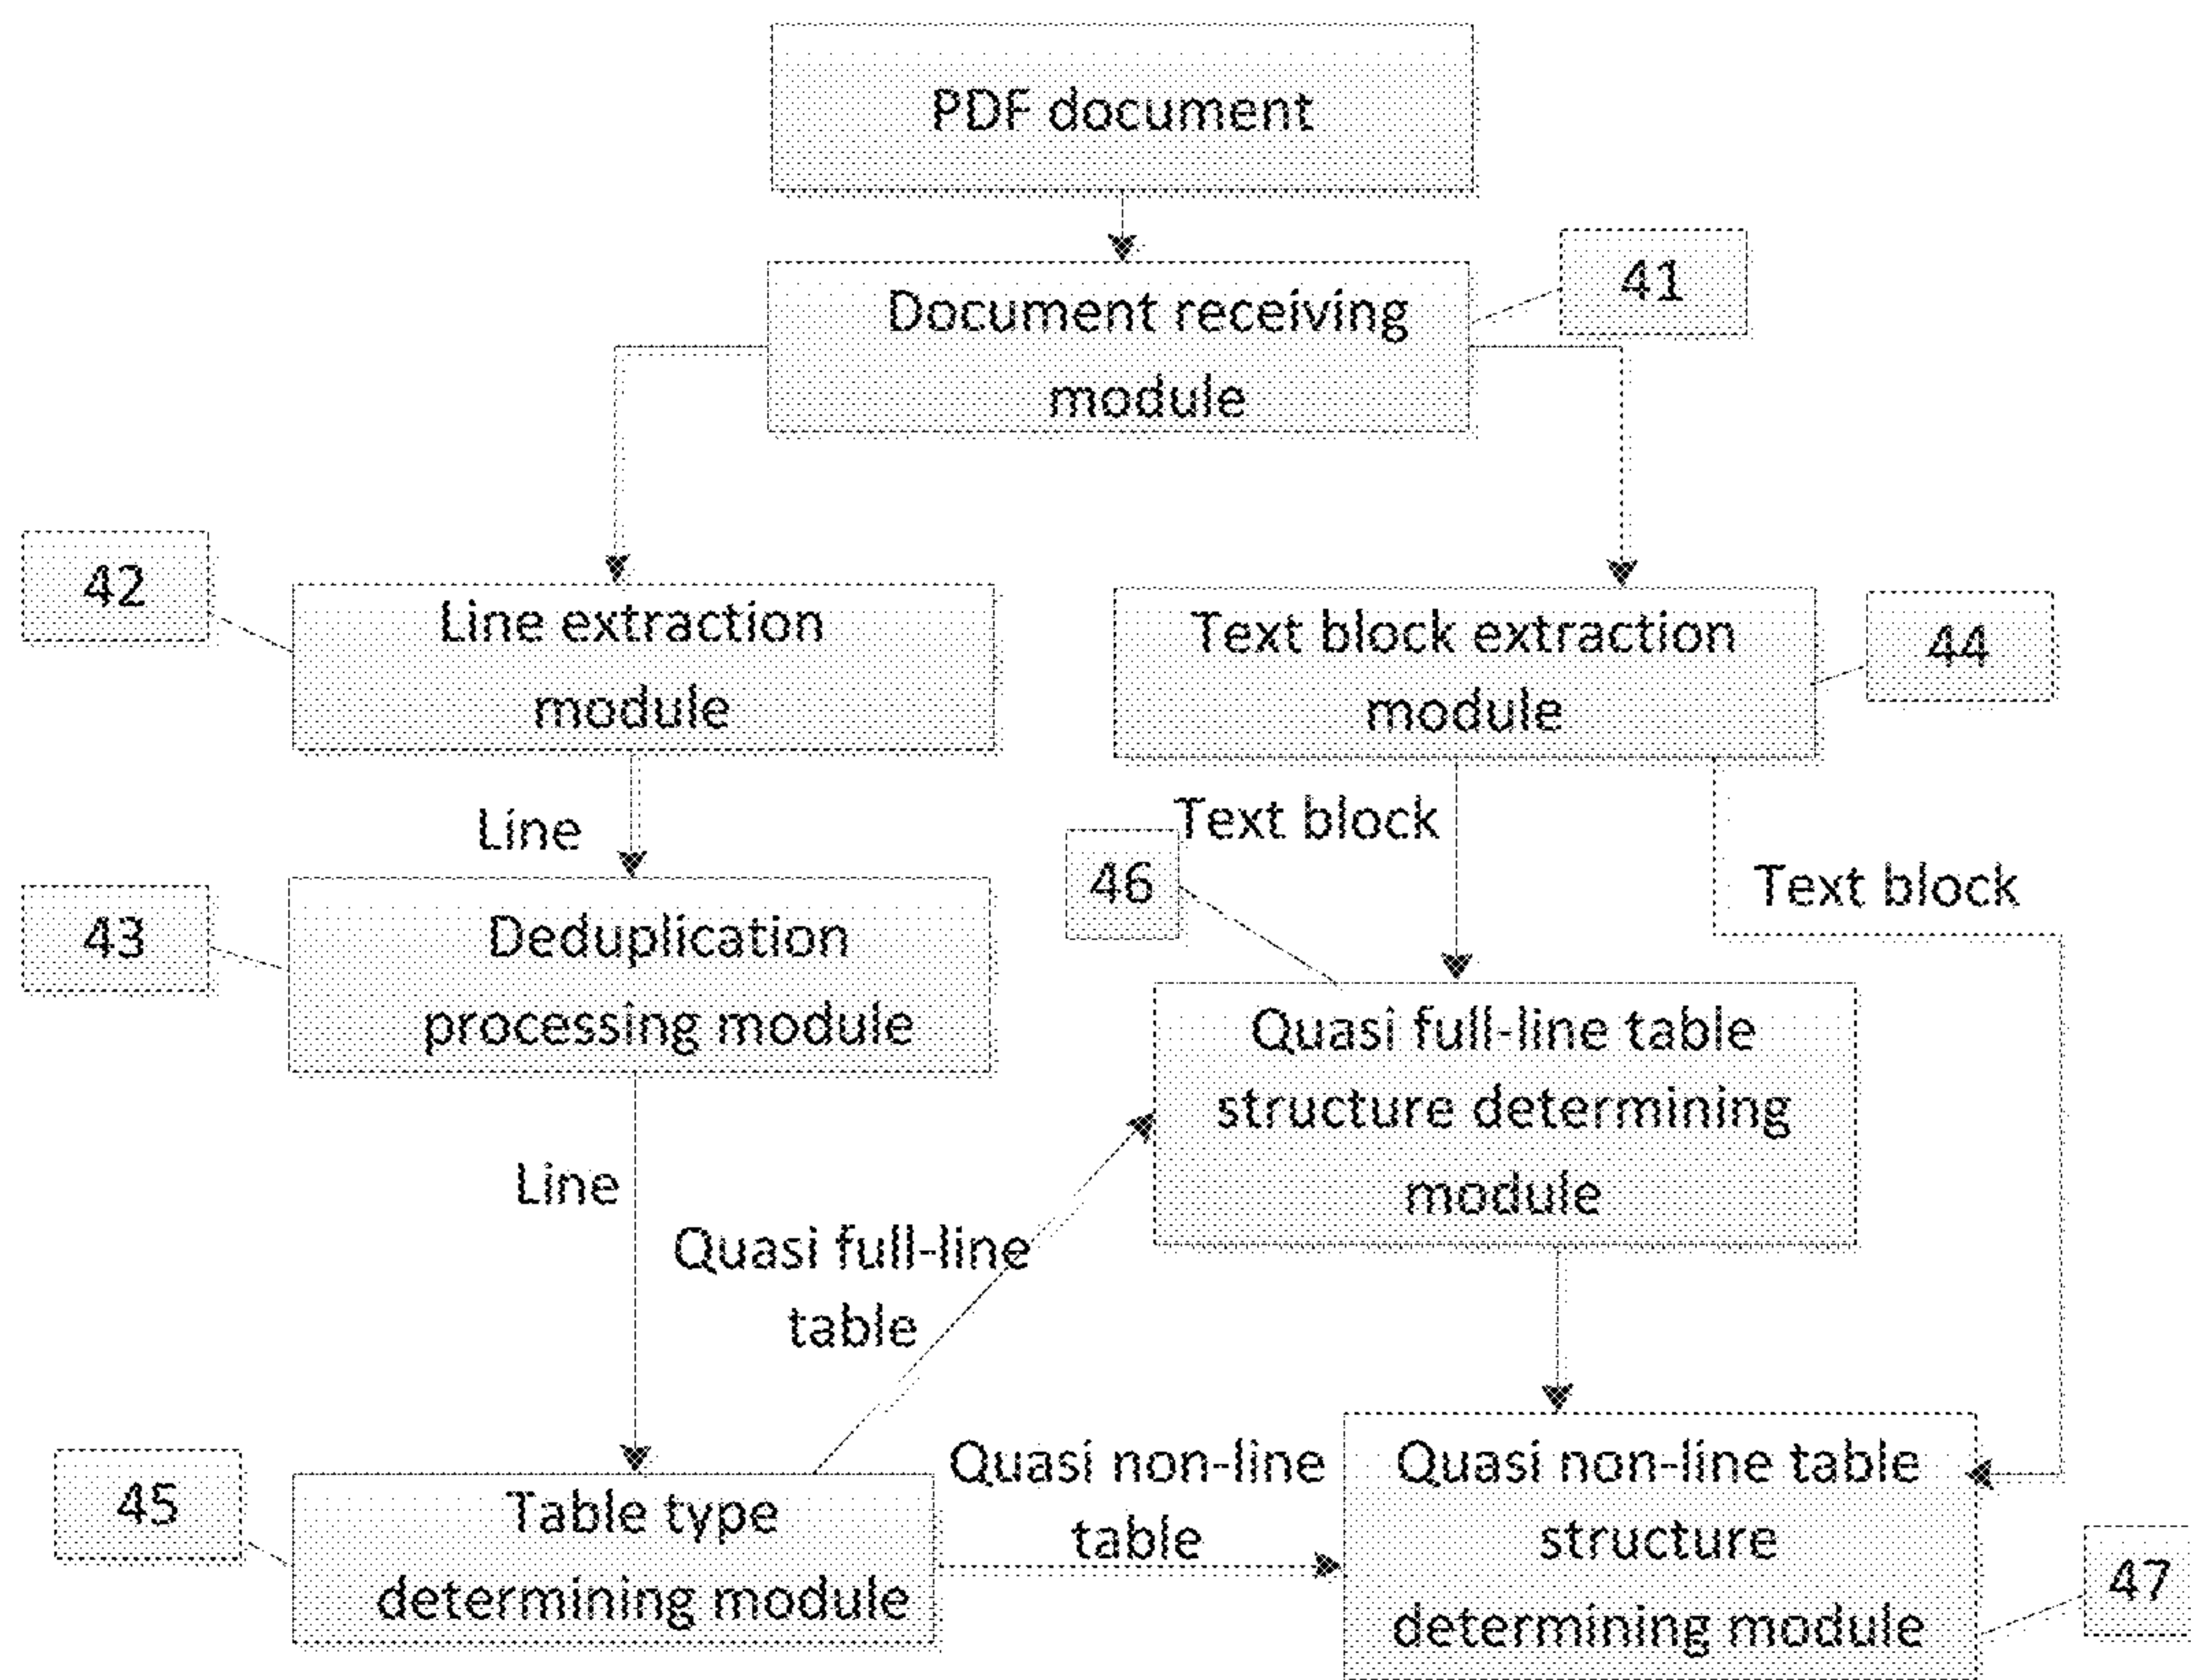 PDF document
41
Document receiving
module
42
Line extraction
module
Text block extraction
module
44
Line
Text block
46
Text block
43
Deduplication
processing module
Quasi full-line table
structure determining
module
Line
Quasi full-line
table
45
Table type
determining module
Quasi non-line
table
Quasi non-line table
structure
determining module
47